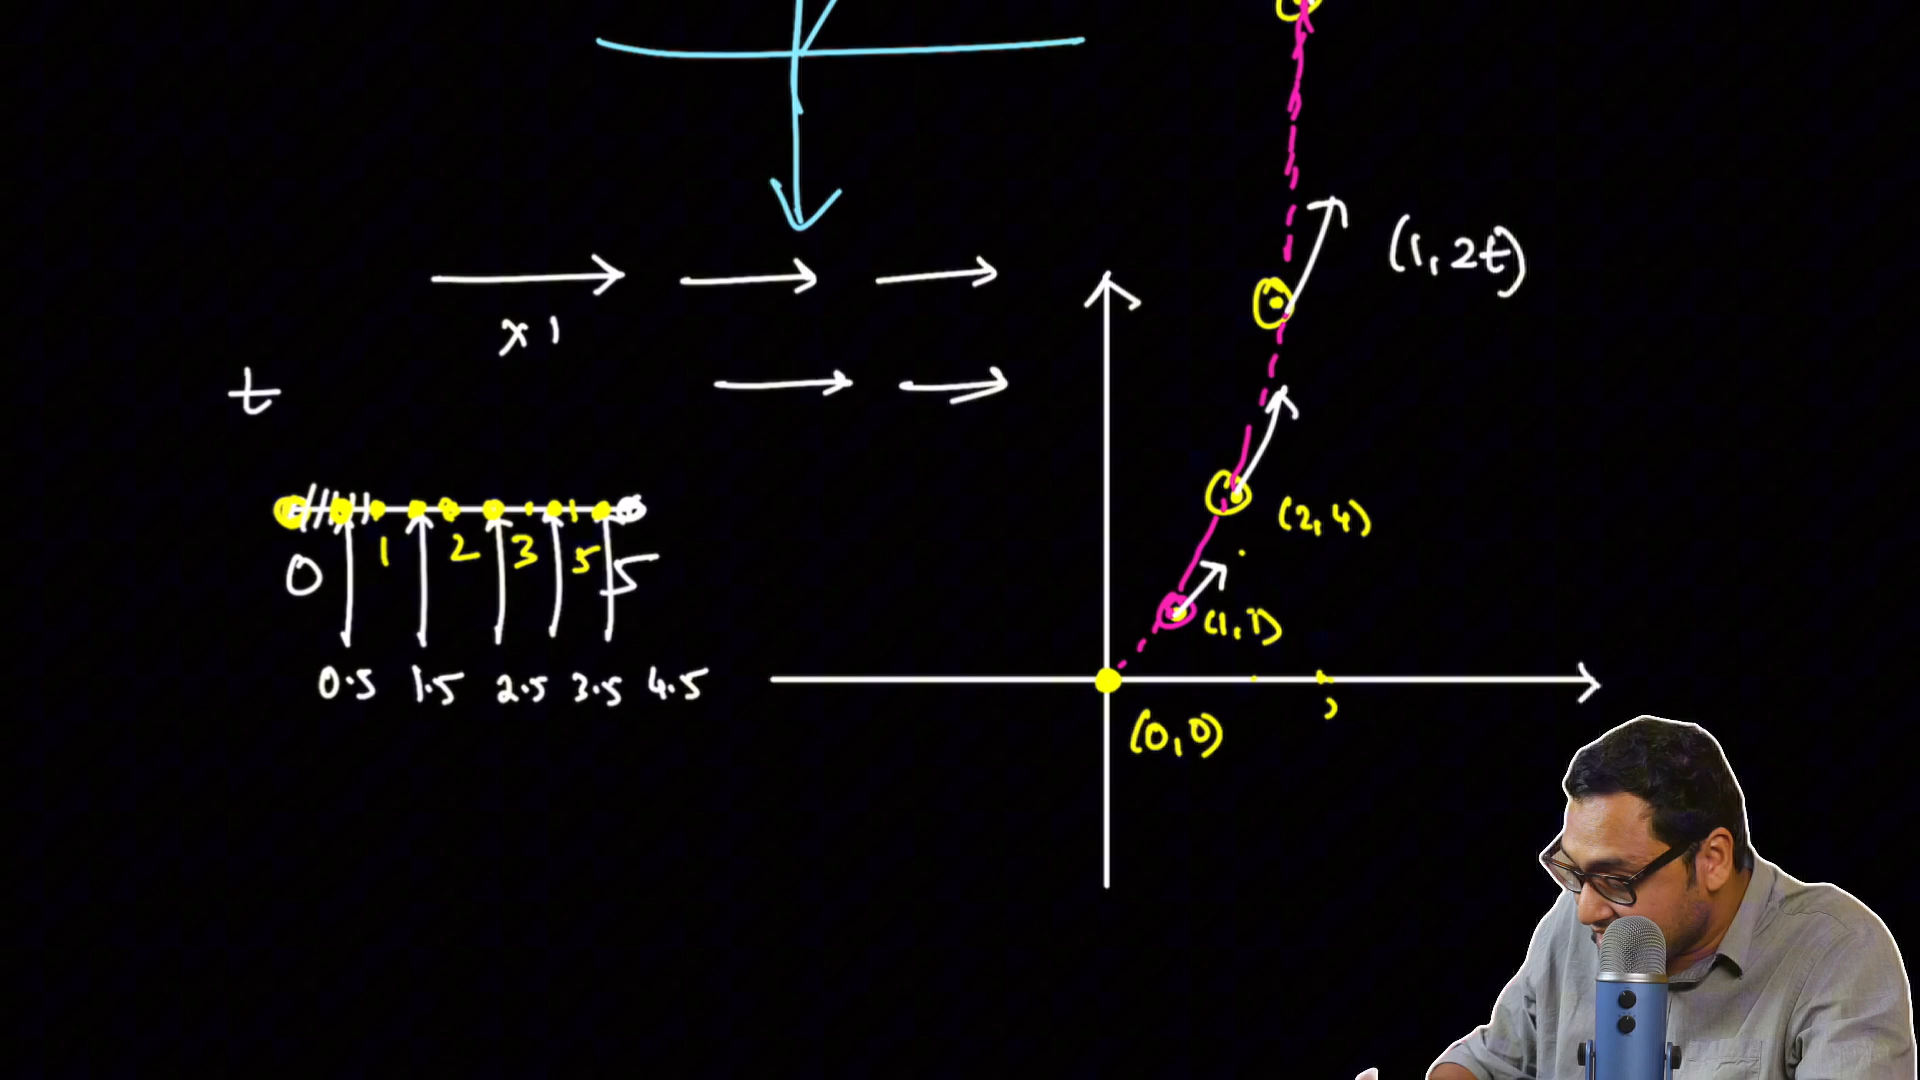 (1, 2t)
x 1
t
(2, 4)
0 1 2 3 5 5
(1, 1)
0.5 1.5 2.5 3.5 4.5
(0, 0)